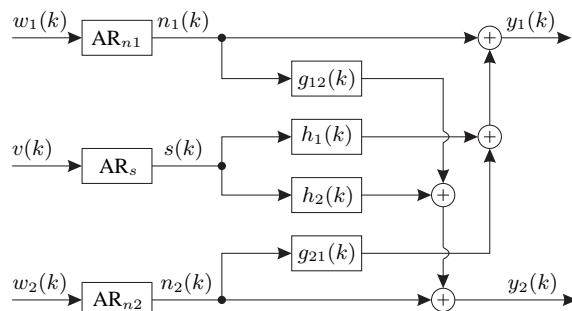 w₁(k) AR_{n1} n₁(k) + y₁(k)
g₁₂(k)
h₁(k) +
v(k) AR_s s(k)
h₂(k) +
g₂₁(k)
w₂(k) AR_{n2} n₂(k) + y₂(k)